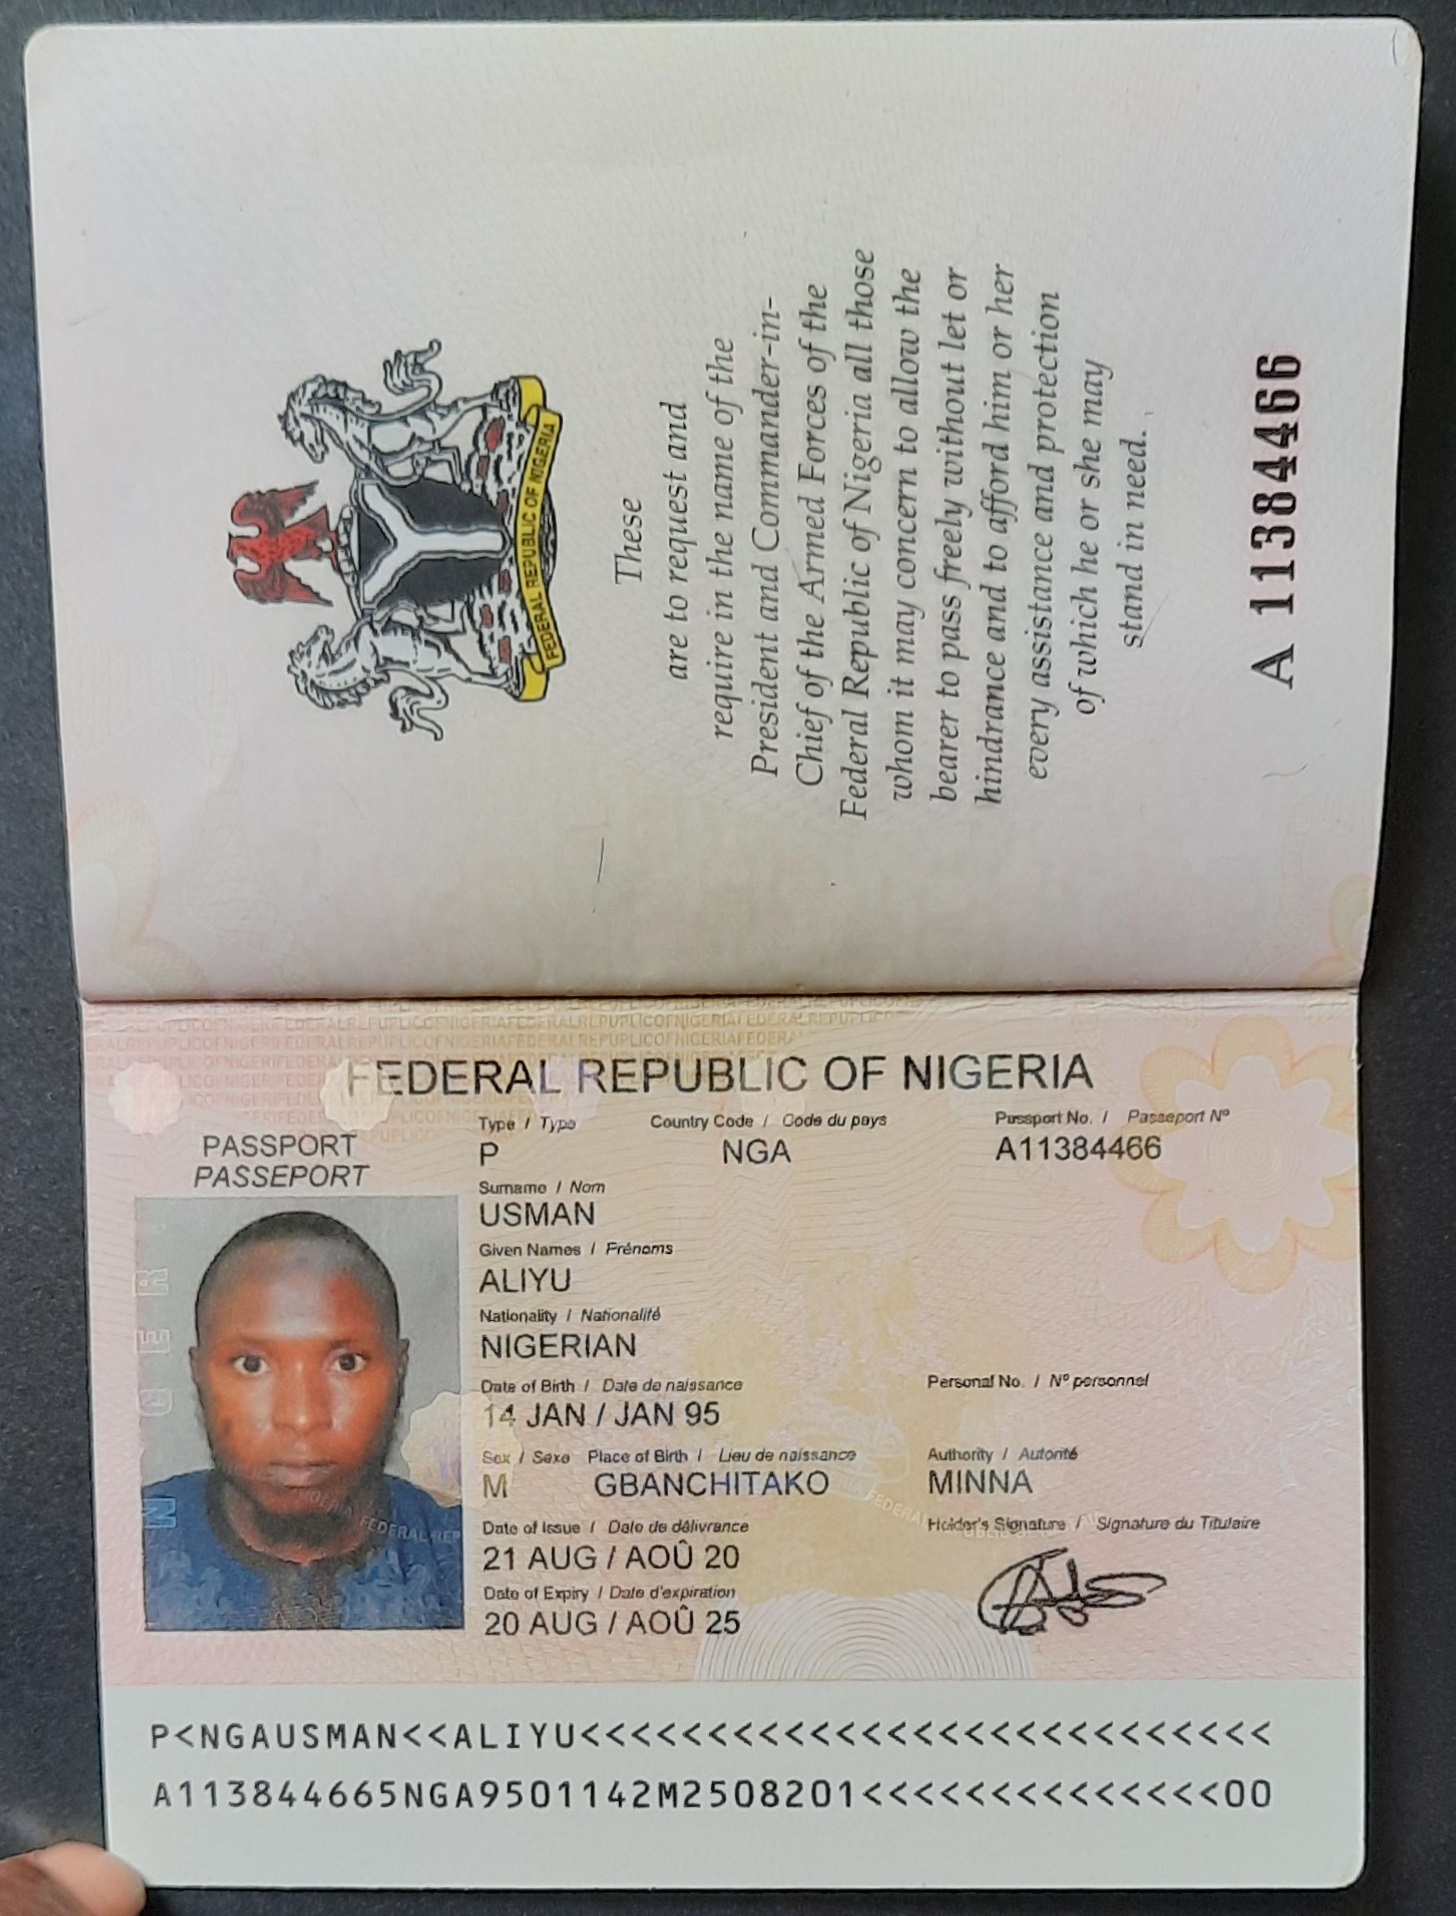 FEDERAL REPUBLIC OF NIGERIA
These
are to request and
require in the name of the
President and Commander-in-
Chief of the Armed Forces of the
Federal Republic of Nigeria all those
whom it may concern to allow the
bearer to pass freely without let or
hindrance and to afford him or her
every assistance and protection
of which he or she may
stand in need.
A 11384466
FEDERAL REPUBLIC OF NIGERIA
PASSPORT
PASSEPORT
Type / Type
P
Country Code / Code du pays
NGA
Passport No. / Passeport Nº
A11384466
Surname / Nom
USMAN
Given Names / Prénoms
ALIYU
Nationality / Nationalité
NIGERIAN
Date of Birth / Date de naissance
14 JAN / JAN 95
Personal No. / Nº personnel
Sex / Sexe
M
Place of Birth / Lieu de naissance
GBANCHITAKO
Authority / Autorité
MINNA
Date of Issue / Date de délivrance
21 AUG / AOÛ 20
Holder's Signature / Signature du Titulaire
Date of Expiry / Date d'expiration
20 AUG / AOÛ 25
P<NGAUSMAN<<ALIYU<<<<<<<<<<<<<<<<<<<<<<<<<<<
A113844665NGA9501142M2508201<<<<<<<<<<<<<<00